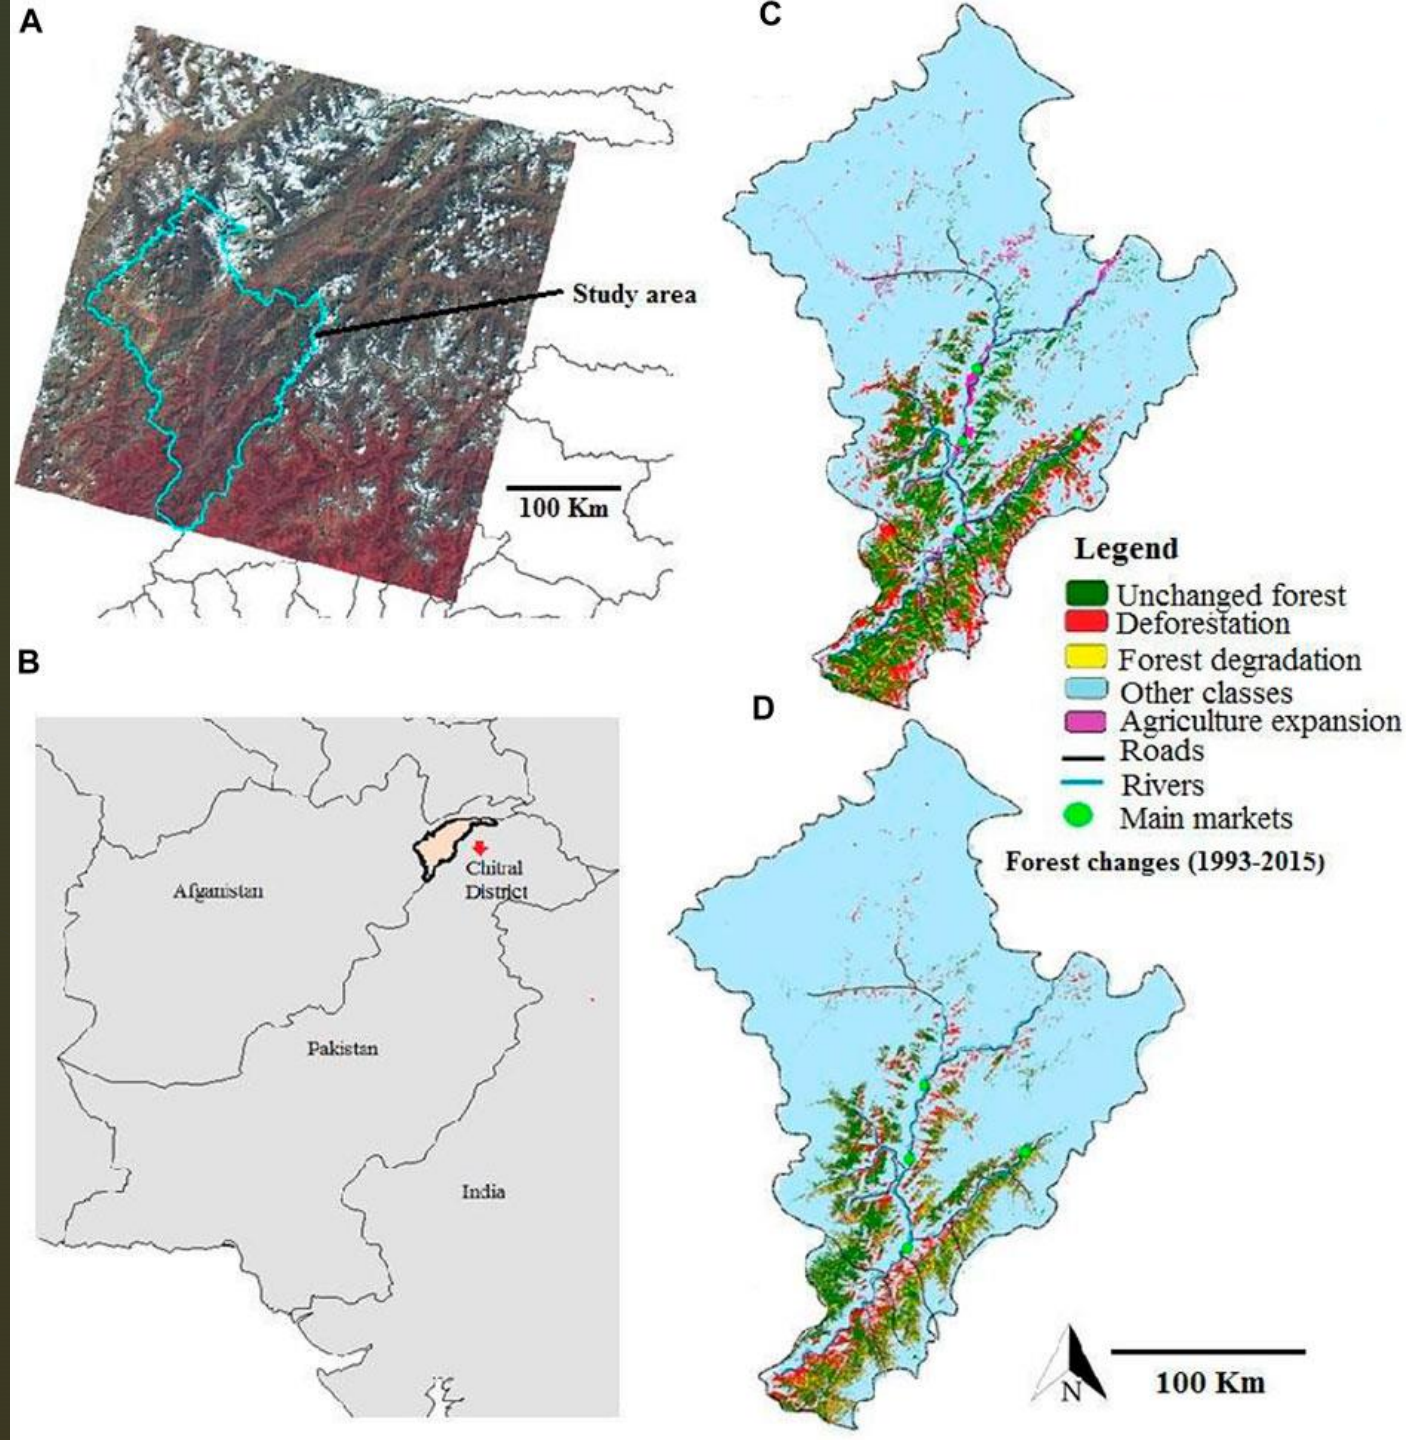 A
Study area
100 Km
B
Afganistan
Chitral
District
Pakistan
India
C
Legend
Unchanged forest
Deforestation
Forest degradation
Other classes
Agriculture expansion
Roads
Rivers
Main markets
Forest changes (1993-2015)
D
N
100 Km